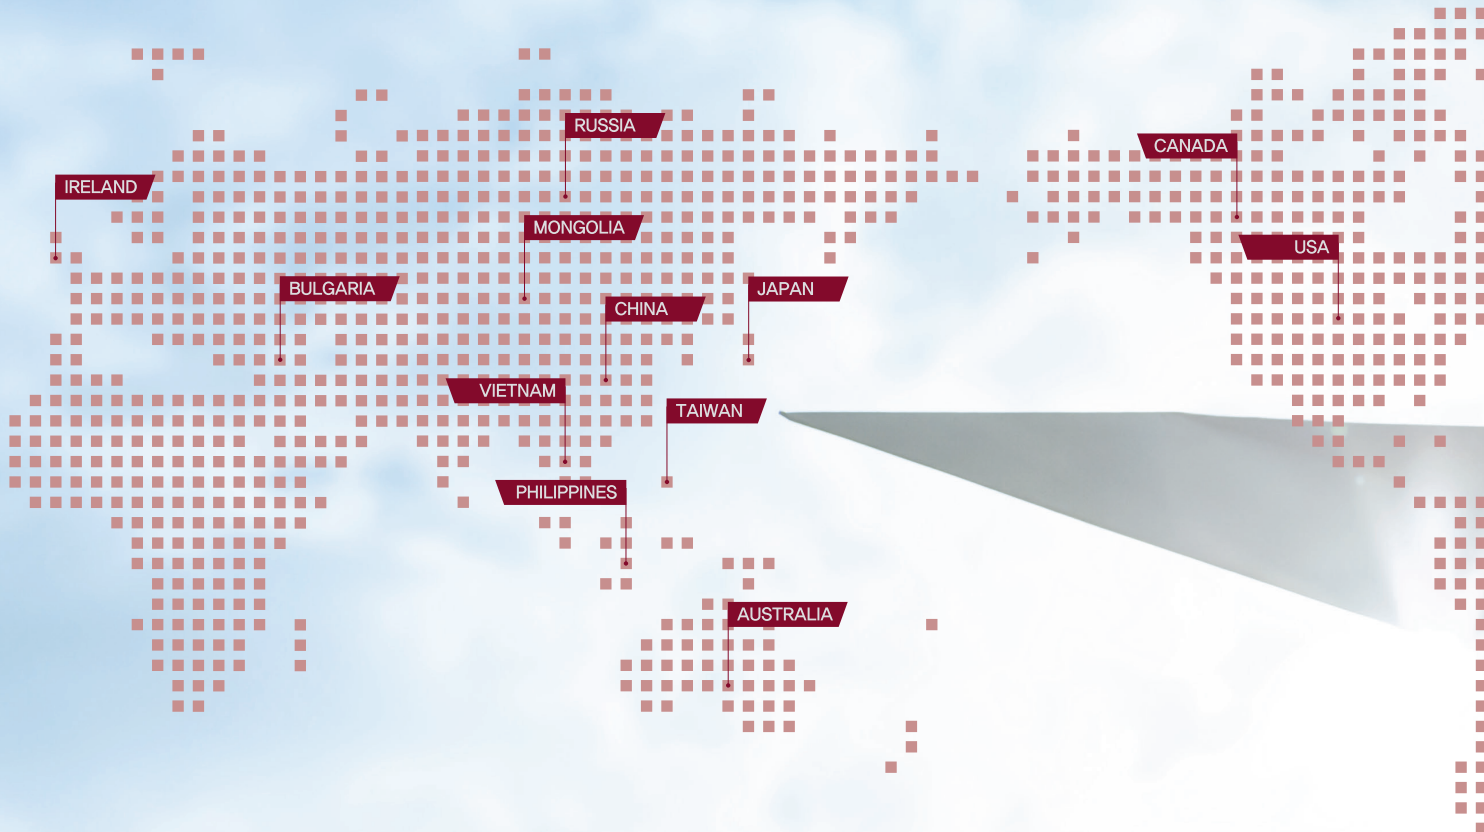 RUSSIA
CANADA
IRELAND
MONGOLIA
USA
BULGARIA
JAPAN
CHINA
VIETNAM
TAIWAN
PHILIPPINES
AUSTRALIA